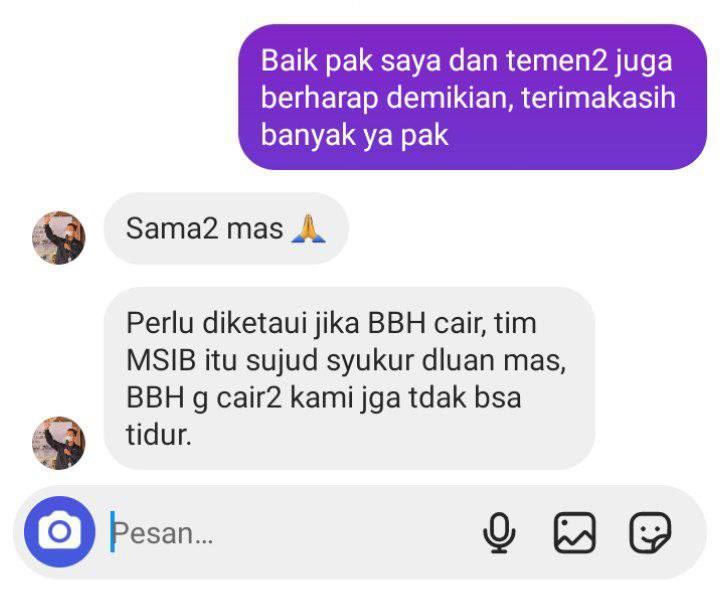 Baik pak saya dan temen2 juga
berharap demikian, terimakasih
banyak ya pak
Sama2 mas 🙏
Perlu diketaui jika BBH cair, tim
MSIB itu sujud syukur dluan mas,
BBH g cair2 kami jga tdak bsa
tidur.
Pesan...